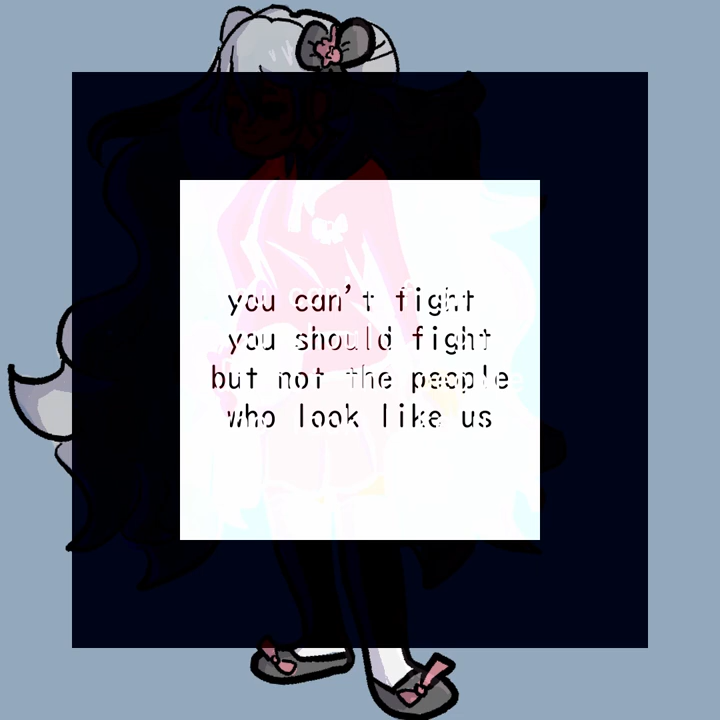 you can't fight
you should fight
but not the people
who look like us